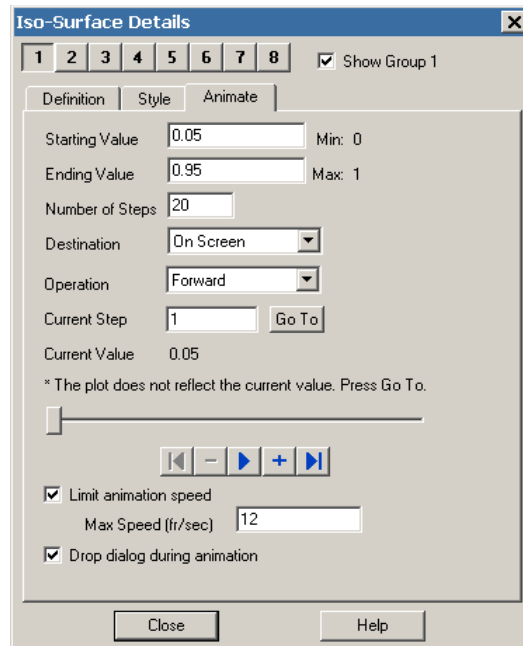 Iso-Surface Details
1 2 3 4 5 6 7 8 Show Group 1
Definition Style Animate
Starting Value 0.05 Min: 0
Ending Value 0.95 Max: 1
Number of Steps 20
Destination On Screen
Operation Forward
Current Step 1 Go To
Current Value 0.05
* The plot does not reflect the current value. Press Go To.
Limit animation speed
Max Speed (fr/sec) 12
Drop dialog during animation
Close Help